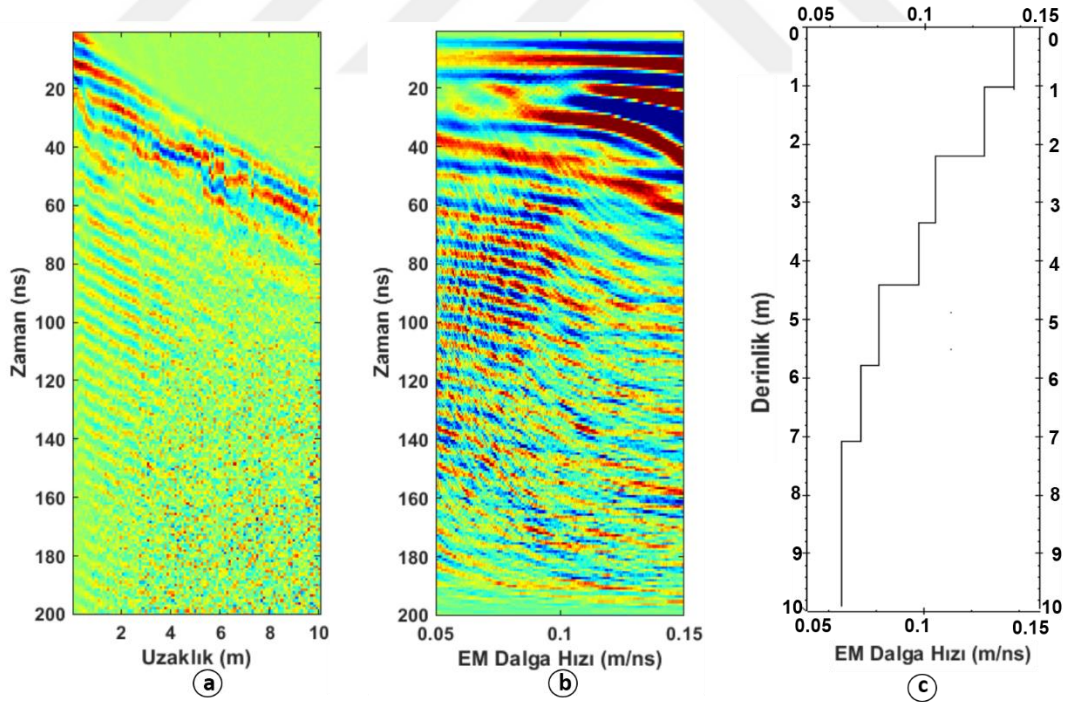 20
40
60
80
100
120
140
160
180
200
Zaman (ns)
2 4 6 8 10
Uzaklık (m)
a
20
40
60
80
100
120
140
160
180
200
Zaman (ns)
0.05 0.1 0.15
EM Dalga Hızı (m/ns)
b
0.05 0.1 0.15
0 0
1 1
2 2
3 3
4 4
5 5
6 6
7 7
8 8
9 9
10 10
Derinlik (m)
0.05 0.1 0.15
EM Dalga Hızı (m/ns)
c